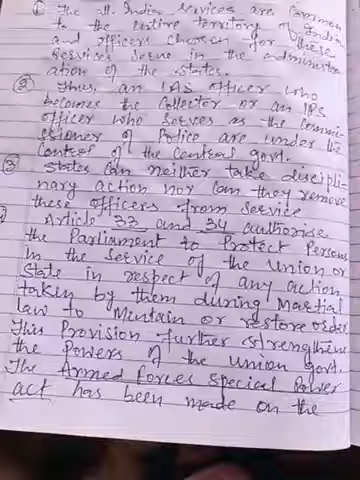 ① The all India services are common
to the entire territory of India
and officers chosen for these
services serve in the administr
ation of the states.
② Thus, an IAS officer who
becomes the Collector or an IPS
officer who serves as the commi-
ssioner of Police are under the
control of the Central govt.
③ States can neither take discipli-
nary action nor can they remove
these officers from service
Article 33 and 34 authorise
the Parliament to Protect Persons
in the service of the Union or
State in respect of any action
taken by them during Martial
law to Mintain or restore order
This Provision further strengthens
the Powers of the Union govt.
The Armed forces special Power
act has been made on the